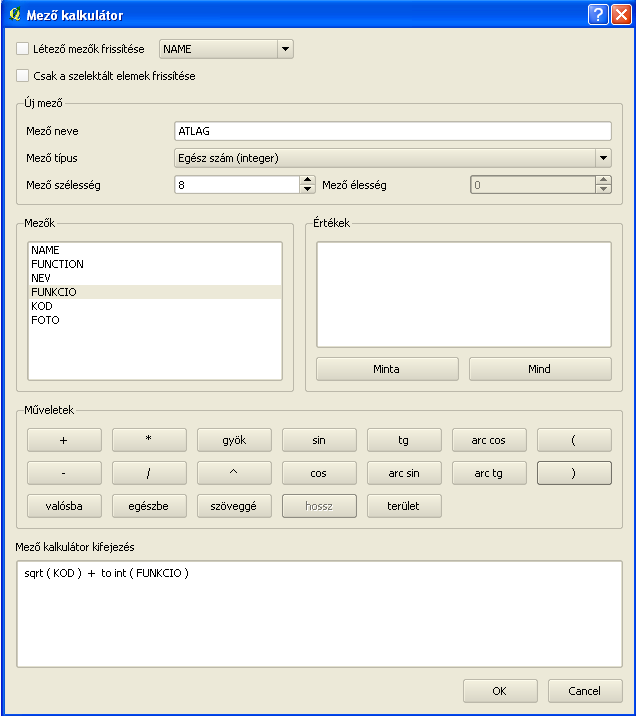 Mező kalkulátor
Létező mezők frissítése NAME
Csak a szelektált elemek frissítése
Új mező
Mező neve ATLAG
Mező típus Egész szám (integer)
Mező szélesség 8 Mező élesség 0
Mezők
NAME
FUNCTION
NEV
FUNKCIO
KOD
FOTO
Értékek
Minta Mind
Műveletek
+ * gyök sin tg arc cos (
- / ^ cos arc sin arc tg )
valósba egészbe szöveggé hossz terület
Mező kalkulátor kifejezés
sqrt ( KOD ) + to int ( FUNKCIO )
OK Cancel